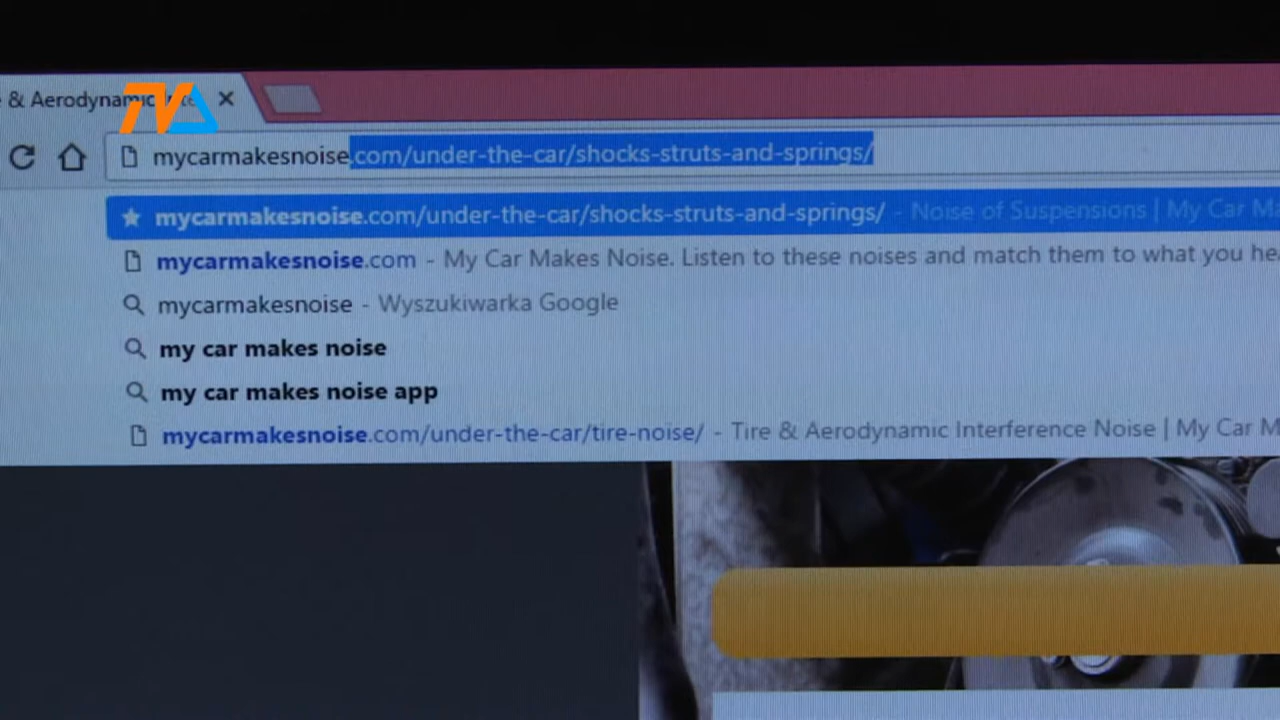 & Aerodynamic Inte
TVA
mycarmakesnoise.com/under-the-car/shocks-struts-and-springs/
mycarmakesnoise.com/under-the-car/shocks-struts-and-springs/ - Noise of Suspensions | My Car M
mycarmakesnoise.com - My Car Makes Noise. Listen to these noises and match them to what you he
mycarmakesnoise - Wyszukiwarka Google
my car makes noise
my car makes noise app
mycarmakesnoise.com/under-the-car/tire-noise/ - Tire & Aerodynamic Interference Noise | My Car M